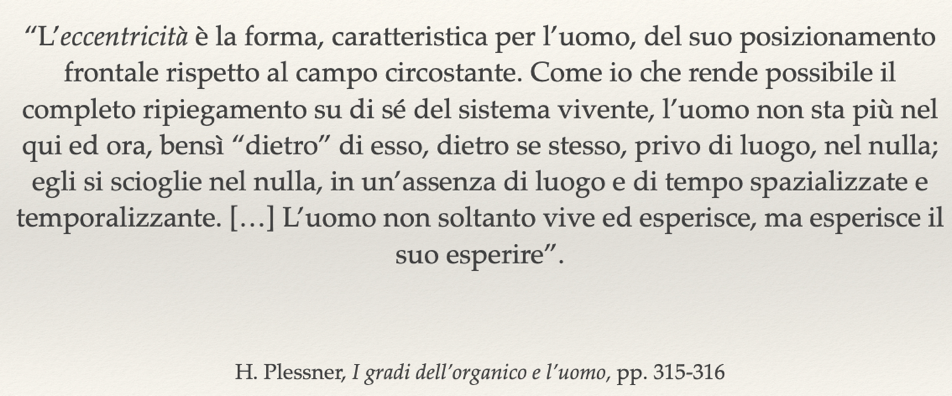 “L’eccentricità è la forma, caratteristica per l’uomo, del suo posizionamento
frontale rispetto al campo circostante. Come io che rende possibile il
completo ripiegamento su di sé del sistema vivente, l’uomo non sta più nel
qui ed ora, bensì “dietro” di esso, dietro se stesso, privo di luogo, nel nulla;
egli si scioglie nel nulla, in un’assenza di luogo e di tempo spazializzate e
temporalizzante. […] L’uomo non soltanto vive ed esperisce, ma esperisce il
suo esperire”.
H. Plessner, I gradi dell’organico e l’uomo, pp. 315-316